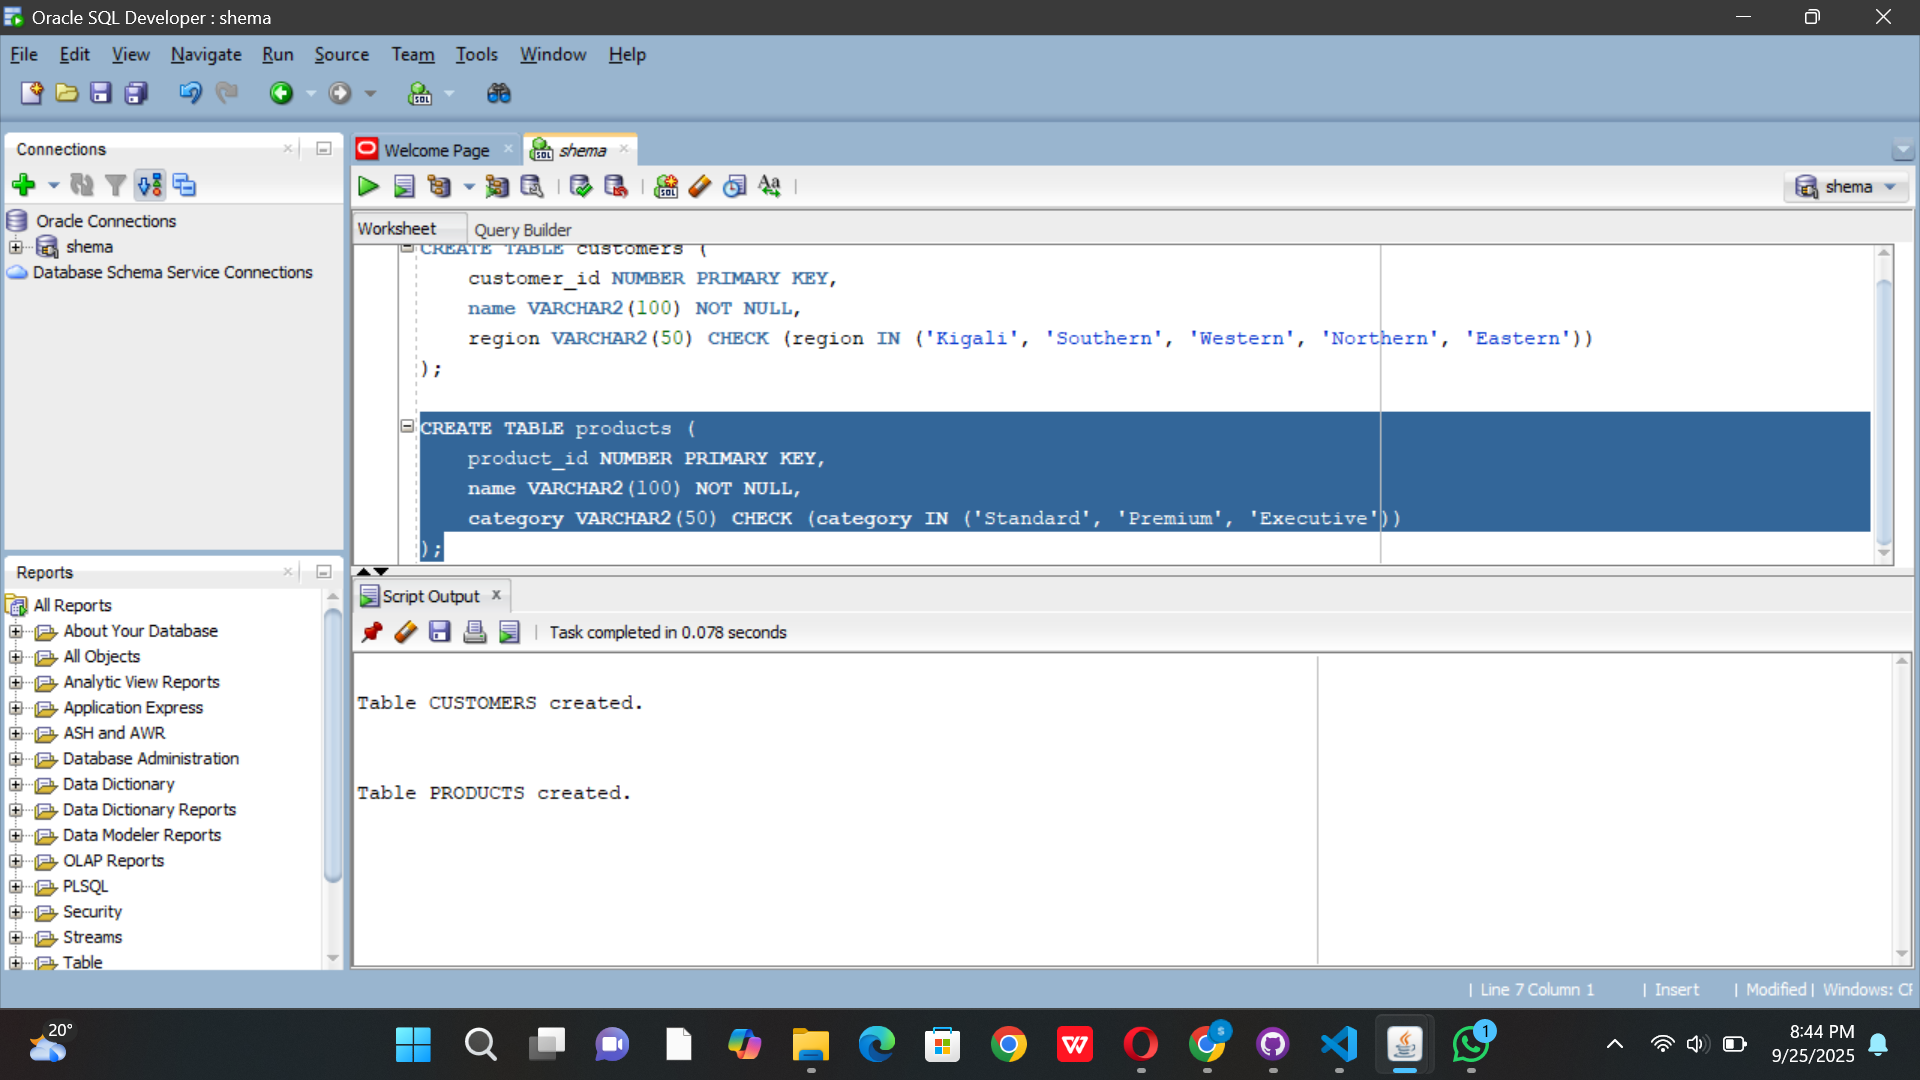 Oracle SQL Developer : shema
File Edit View Navigate Run Source Team Tools Window Help
Connections
Oracle Connections
shema
Database Schema Service Connections
Reports
All Reports
About Your Database
All Objects
Analytic View Reports
Application Express
ASH and AWR
Database Administration
Data Dictionary
Data Dictionary Reports
Data Modeler Reports
OLAP Reports
PLSQL
Security
Streams
Table
Welcome Page
shema
shema
Worksheet Query Builder
CREATE TABLE customers (
customer_id NUMBER PRIMARY KEY,
name VARCHAR2(100) NOT NULL,
region VARCHAR2(50) CHECK (region IN ('Kigali', 'Southern', 'Western', 'Northern', 'Eastern'))
);
CREATE TABLE products (
product_id NUMBER PRIMARY KEY,
name VARCHAR2(100) NOT NULL,
category VARCHAR2(50) CHECK (category IN ('Standard', 'Premium', 'Executive'))
);
Script Output
Task completed in 0.078 seconds
Table CUSTOMERS created.
Table PRODUCTS created.
| Line 7 Column 1 | Insert | Modified | Windows: CF
20°
S
1
8:44 PM
9/25/2025